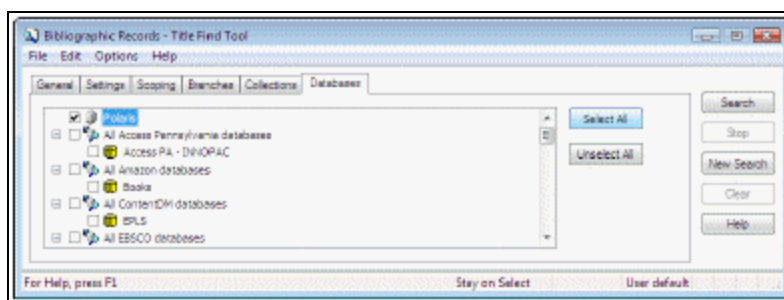 Bibliographic Records - Title Find Tool
File Edit Options Help
General Settings Scoping Branches Collections Databases
Polaris
All Access Pennsylvania databases
Access PA - INNOPAC
All Amazon databases
Books
All ContentDM databases
EPLS
All EBSCO databases
Select All
Unselect All
Search
Stop
New Search
Clear
Help
For Help, press F1 Stay on Select User default